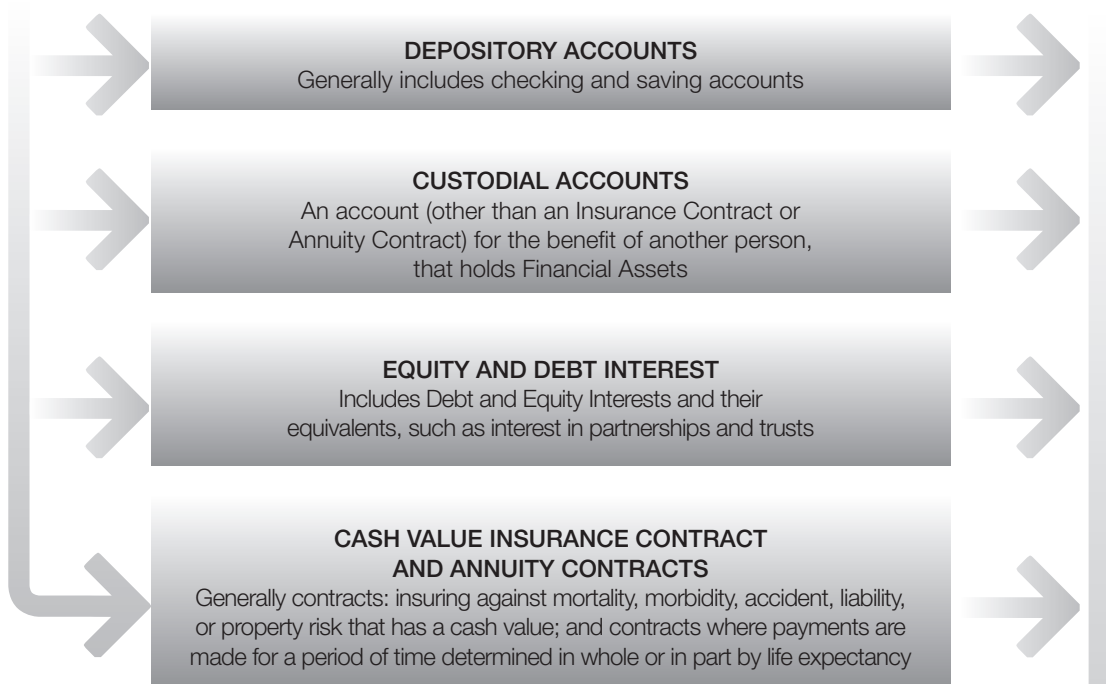 DEPOSITORY ACCOUNTS
Generally includes checking and saving accounts
CUSTODIAL ACCOUNTS
An account (other than an Insurance Contract or
Annuity Contract) for the benefit of another person,
that holds Financial Assets
EQUITY AND DEBT INTEREST
Includes Debt and Equity Interests and their
equivalents, such as interest in partnerships and trusts
CASH VALUE INSURANCE CONTRACT
AND ANNUITY CONTRACTS
Generally contracts: insuring against mortality, morbidity, accident, liability,
or property risk that has a cash value; and contracts where payments are
made for a period of time determined in whole or in part by life expectancy